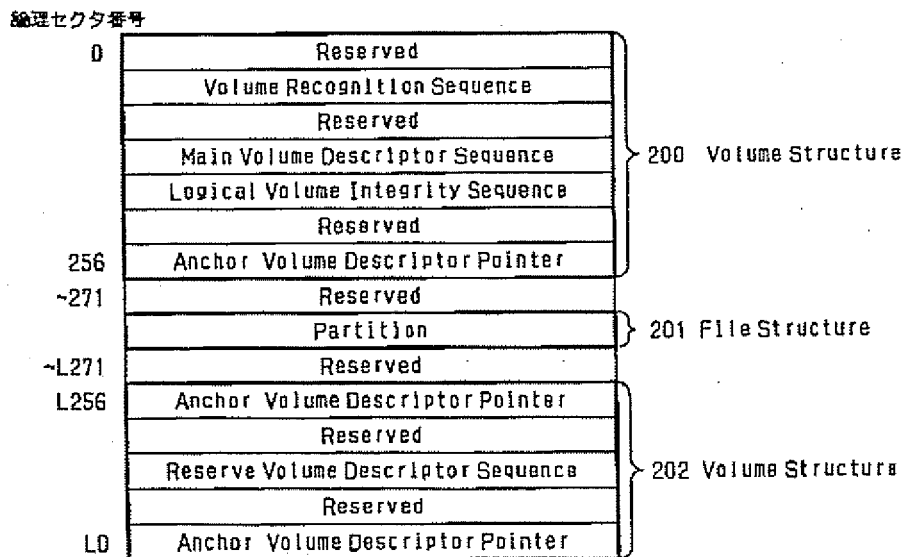 論理セクタ番号
0 Reserved
Volume Recognition Sequence
Reserved
Main Volume Descriptor Sequence
200 Volume Structure
Logical Volume Integrity Sequence
Reserved
256 Anchor Volume Descriptor Pointer
~271 Reserved
Partition 201 File Structure
~L271 Reserved
L256 Anchor Volume Descriptor Pointer
Reserved
Reserve Volume Descriptor Sequence 202 Volume Structure
Reserved
L0 Anchor Volume Descriptor Pointer